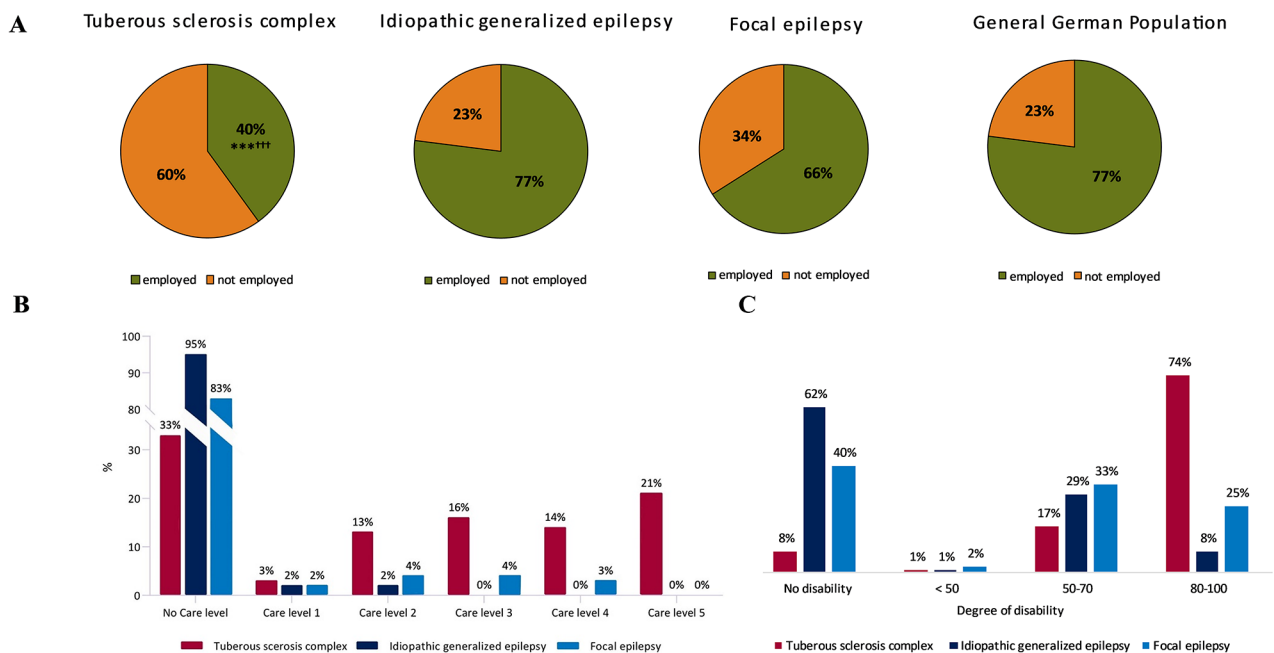 A
Tuberous sclerosis complex
Idiopathic generalized epilepsy
Focal epilepsy
General German Population
40%
***†††
60%
23%
77%
34%
66%
23%
77%
employed not employed
employed not employed
employed not employed
employed not employed
B
%
100
90
80
30
20
10
0
33%
95%
83%
3%
2%
2%
13%
2%
4%
16%
0%
4%
14%
0%
3%
21%
0%
0%
No Care level
Care level 1
Care level 2
Care level 3
Care level 4
Care level 5
Tuberous scerosis complex
Idiopathic generalized epilepsy
Focal epilepsy
C
8%
62%
40%
1%
1%
2%
17%
29%
33%
74%
8%
25%
No disability
< 50
50-70
80-100
Degree of disability
Tuberous sclerosis complex
Idiopathic generalized epilepsy
Focal epilepsy